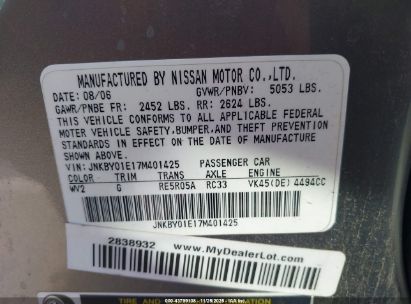 MANUFACTURED BY NISSAN MOTOR CO., LTD.
DATE: 08/06 GVWR/PNBV: 5053 LBS.
GAWR/PNBE FR: 2452 LBS. RR: 2624 LBS.
THIS VEHICLE CONFORMS TO ALL APPLICABLE FEDERAL
MOTOR VEHICLE SAFETY, BUMPER, AND THEFT PREVENTION
STANDARDS IN EFFECT ON THE DATE OF MANUFACTURE
VIN: JNKBY01E17M401425 PASSENGER CAR
COLOR TRIM TRANS AXLE ENGINE
WV2 G RE5R05A RC33 VK45(DE) 4494CC
JNKBY01E17M401425
2838932
www.MyDealerLot.com
TIRE AND